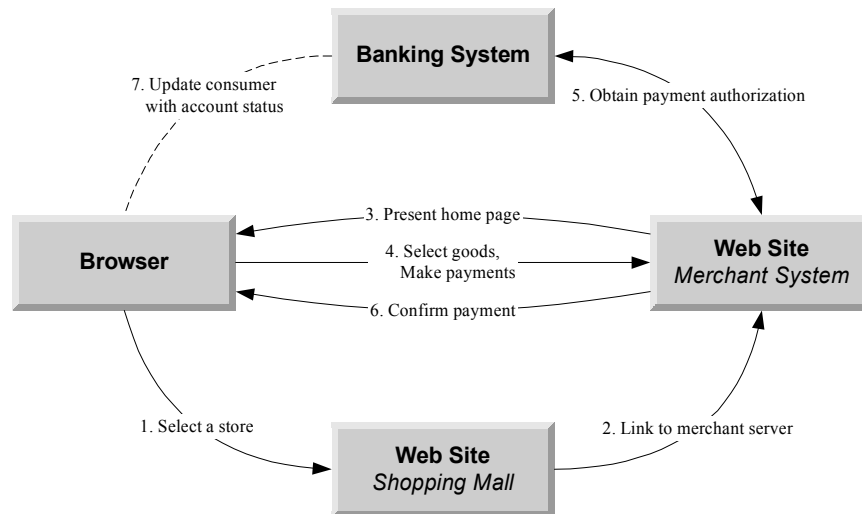 Banking System
7. Update consumer
with account status
5. Obtain payment authorization
3. Present home page
Browser
4. Select goods,
Make payments
Web Site
Merchant System
6. Confirm payment
1. Select a store
2. Link to merchant server
Web Site
Shopping Mall